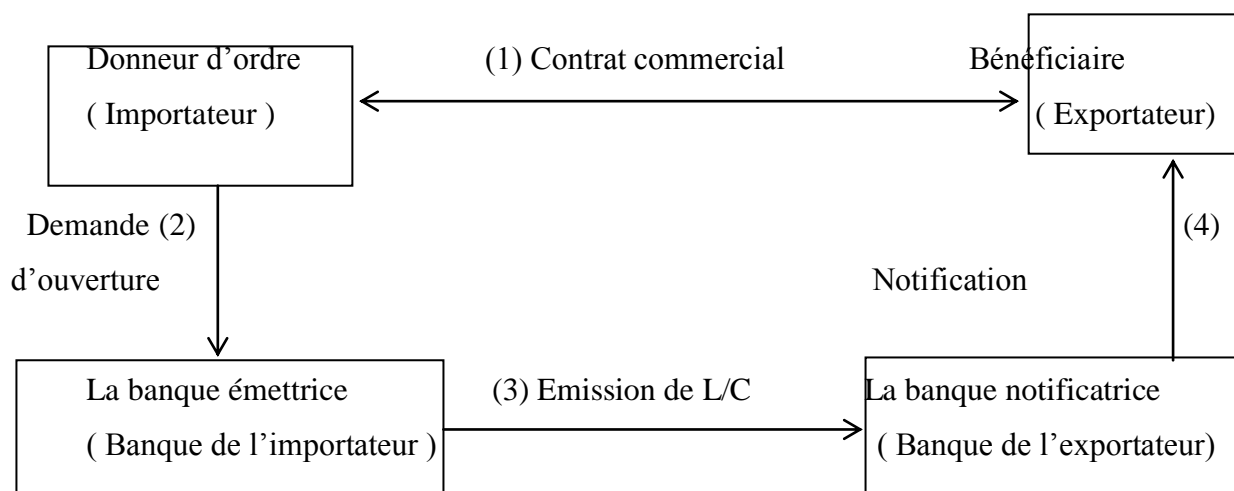 Donneur d’ordre (1) Contrat commercial Bénéficiaire
( Importateur ) ( Exportateur)
Demande (2) (4)
d’ouverture Notification
La banque émettrice (3) Emission de L/C La banque notificatrice
( Banque de l’importateur ) ( Banque de l’exportateur)